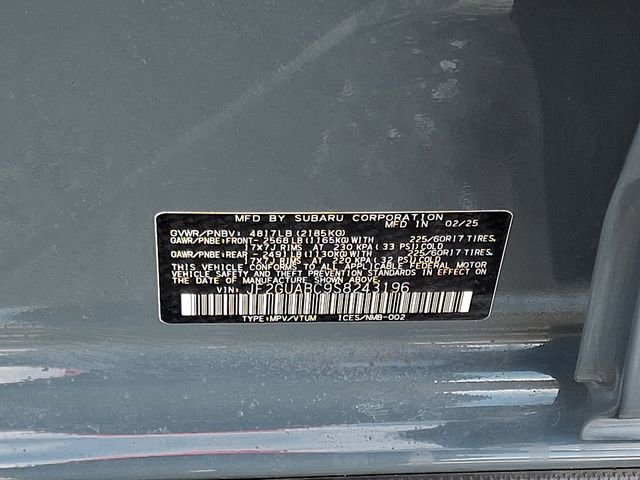 MFD BY SUBARU CORPORATION
MFD IN 02/25
GVWR/PNBV: 4817LB (2185KG)
GAWR/PNBE:FRONT- 2568 LB (1165KG) WITH 225/60R17 TIRES,
17X7J RIMS AT 230 KPA ( 33 PSI)COLD
GAWR/PNBE:REAR - 2491LB (1130KG) WITH 225/60R17 TIRES,
17X7J RIMS AT 220 KPA( 32 PSI)COLD
THIS VEHICLE CONFORMS TO ALL APPLICABLE FEDERAL MOTOR
VEHICLE SAFETY AND THEFT PREVENTION STANDARDS IN EFFECT
ON THE DATE OF MANUFACTURE SHOWN ABOVE.
VIN: JF2GUABC9S8243196
TYPE:MPV/VTUM ICES/NMB-002